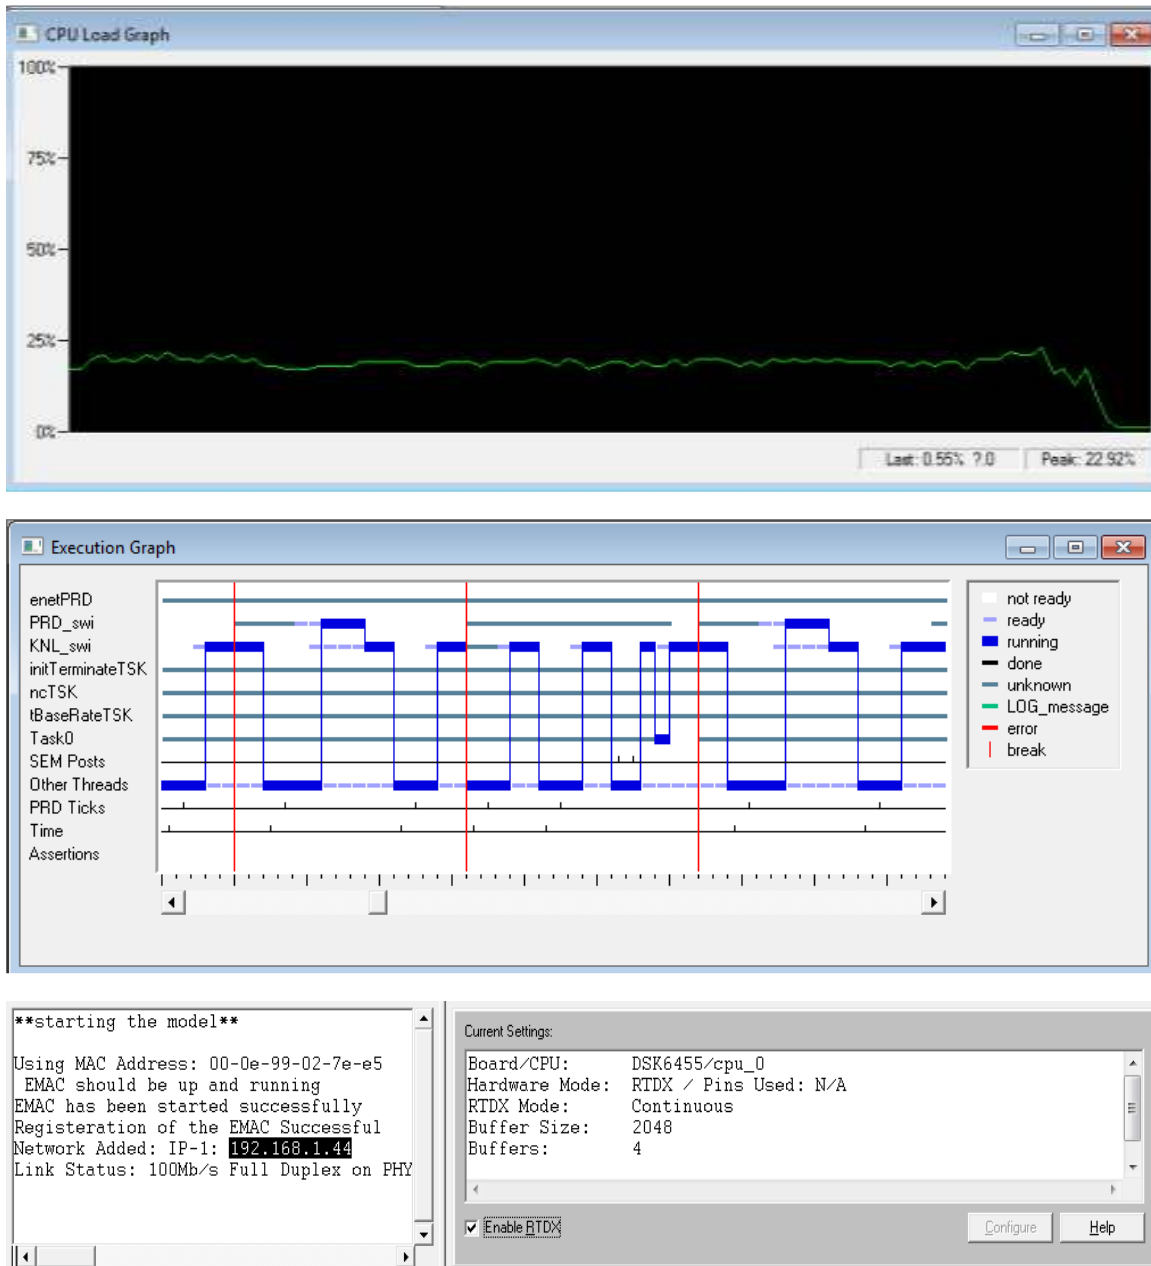 CPU Load Graph
100%
75%
50%
25%
0%
Last: 0.55% ?.0 Peak: 22.92%
Execution Graph
enetPRD
PRD_swi
KNL_swi
initTerminateTSK
ncTSK
tBaseRateTSK
Task0
SEM Posts
Other Threads
PRD Ticks
Time
Assertions
not ready
ready
running
done
unknown
LOG_message
error
break
**starting the model**
Using MAC Address: 00-0e-99-02-7e-e5
EMAC should be up and running
EMAC has been started successfully
Registeration of the EMAC Successful
Network Added: IP-1: 192.168.1.44
Link Status: 100Mb/s Full Duplex on PHY
Current Settings:
Board/CPU: DSK6455/cpu_0
Hardware Mode: RTDX / Pins Used: N/A
RTDX Mode: Continuous
Buffer Size: 2048
Buffers: 4
Enable RTDX
Configure Help